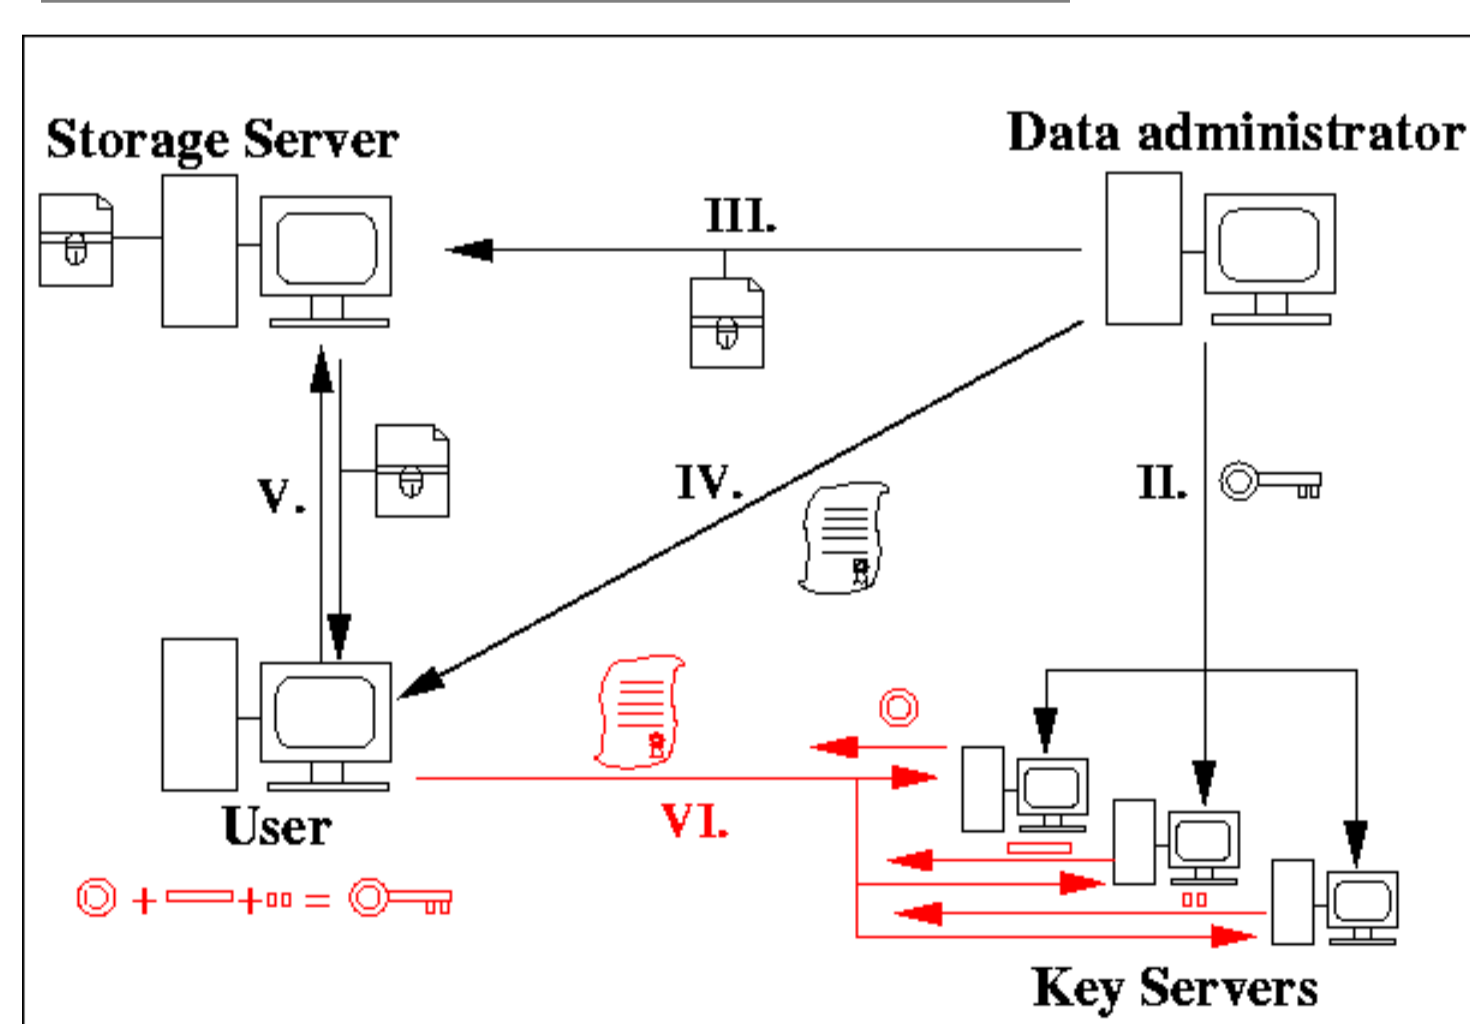 Storage Server
Data administrator
III.
IV.
II.
V.
User
VI.
+ + =
Key Servers